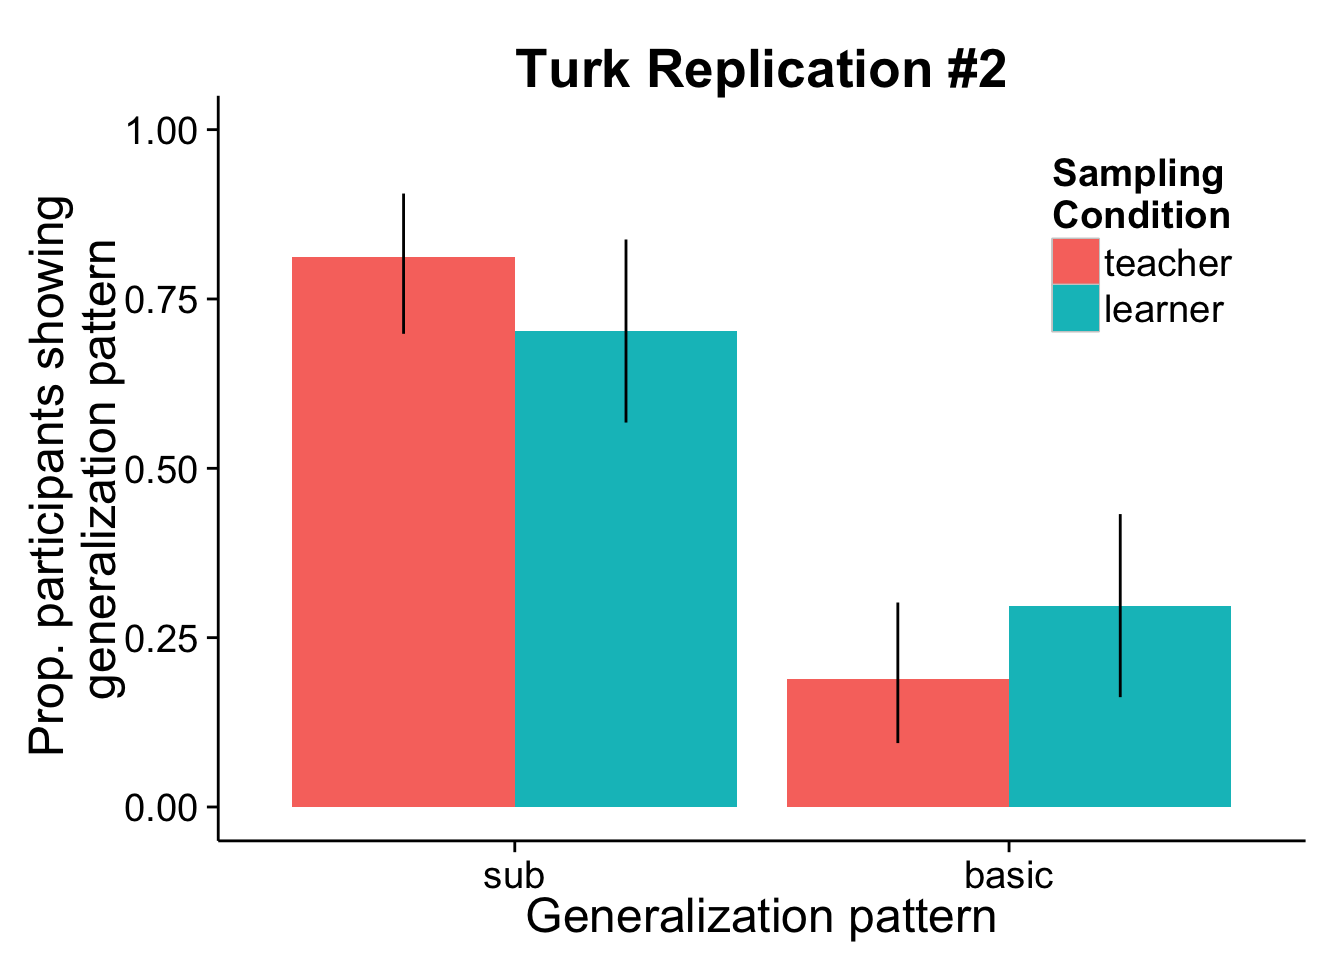 Turk Replication #2
Prop. participants showing
generalization pattern
1.00
0.75
0.50
0.25
0.00
Sampling
Condition
teacher
learner
sub
basic
Generalization pattern